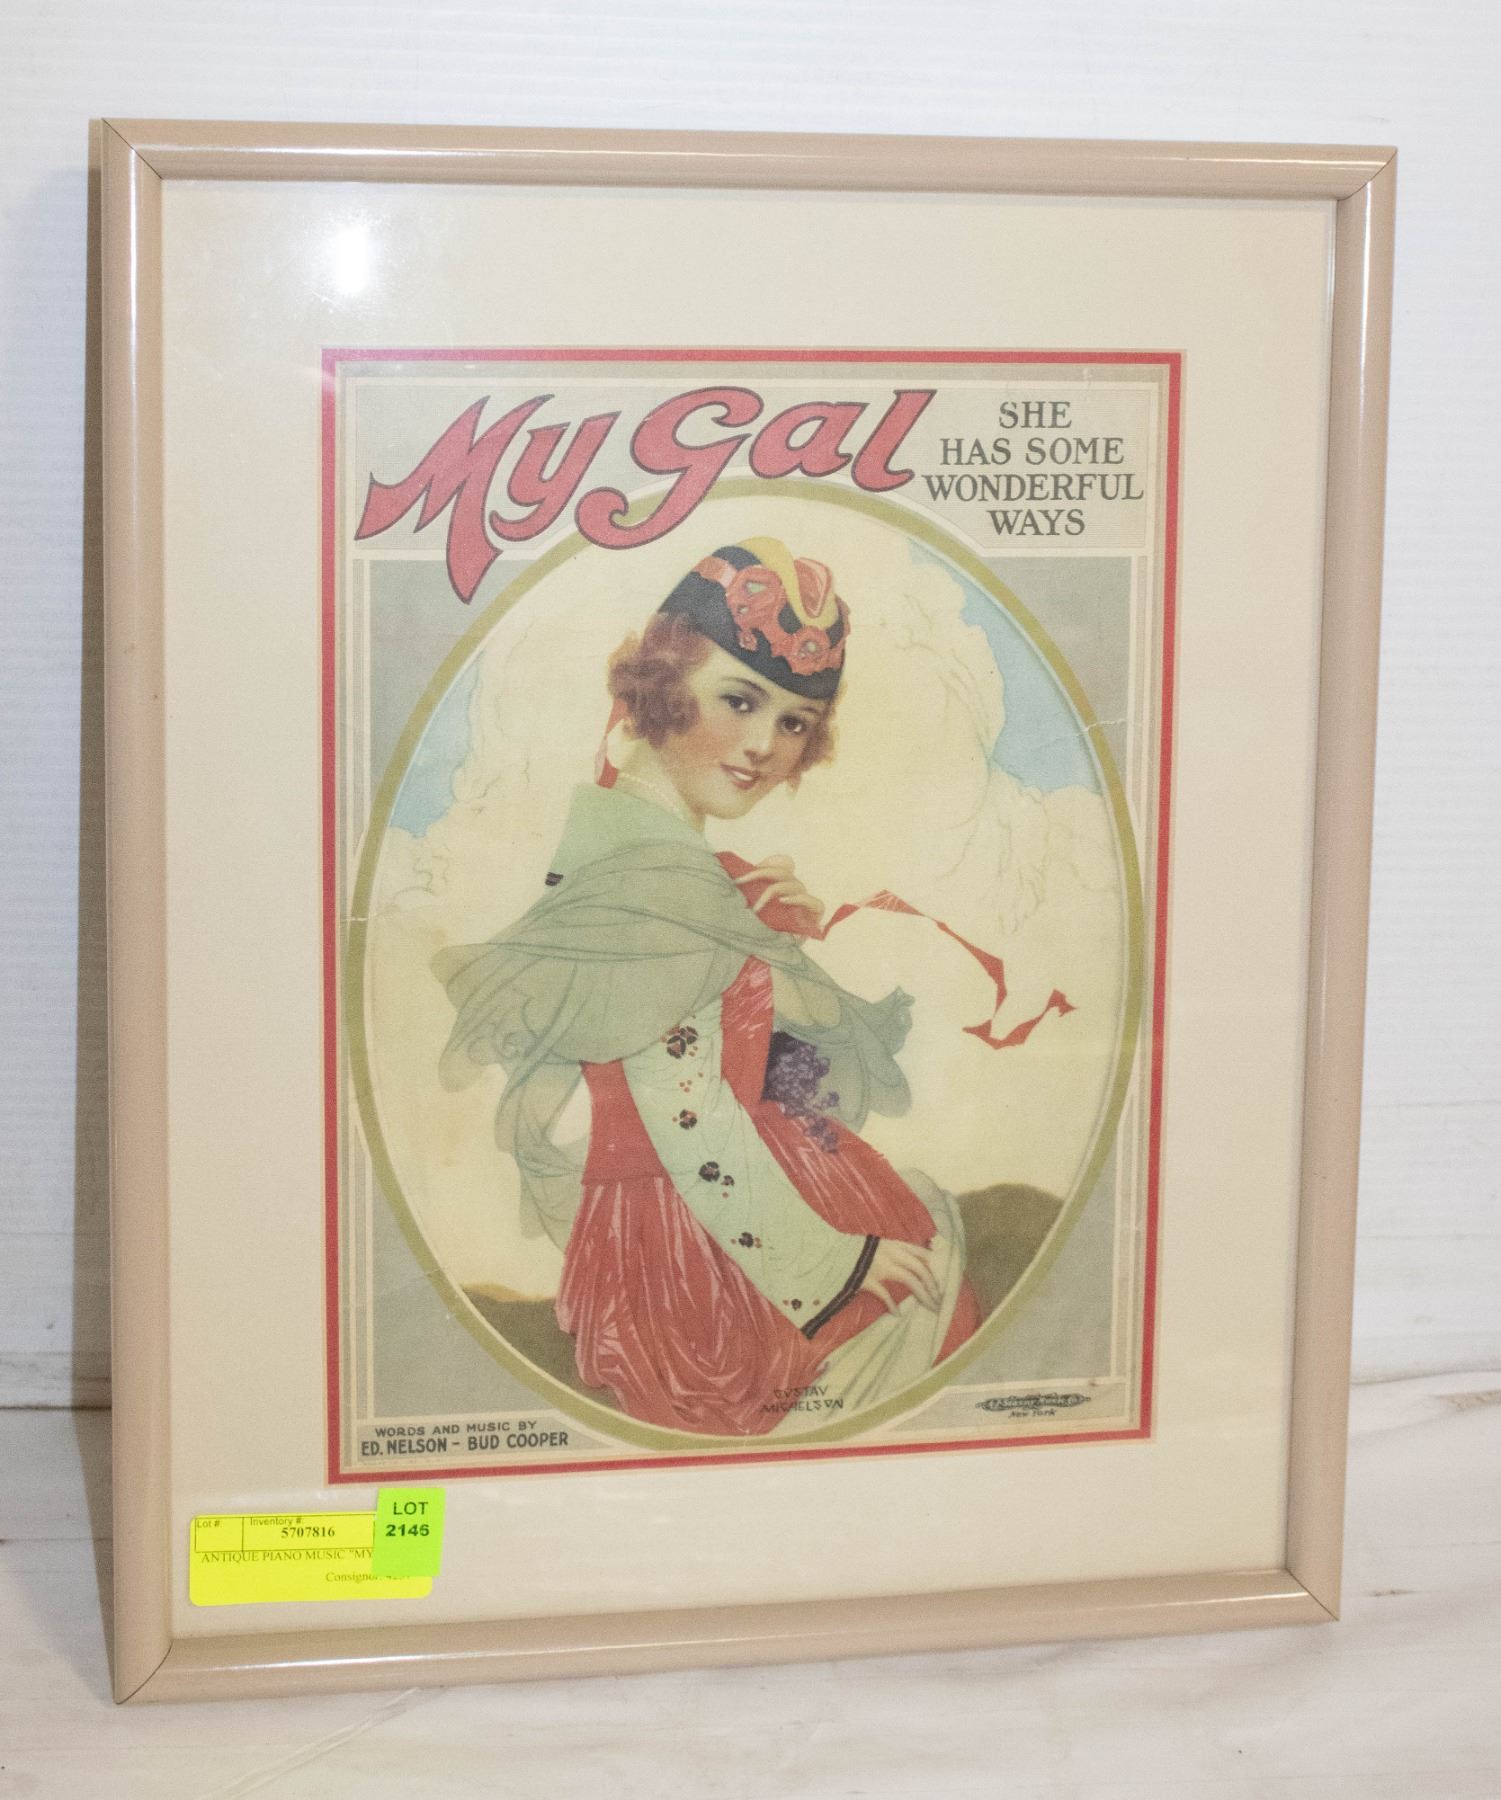 My Gal
SHE
HAS SOME
WONDERFUL
WAYS
GUSTAV
MICHELSON
New York
WORDS AND MUSIC BY
ED. NELSON - BUD COOPER
Lot #: Inventory #:
5707816
ANTIQUE PIANO MUSIC "MY
Consignor:
LOT
2146